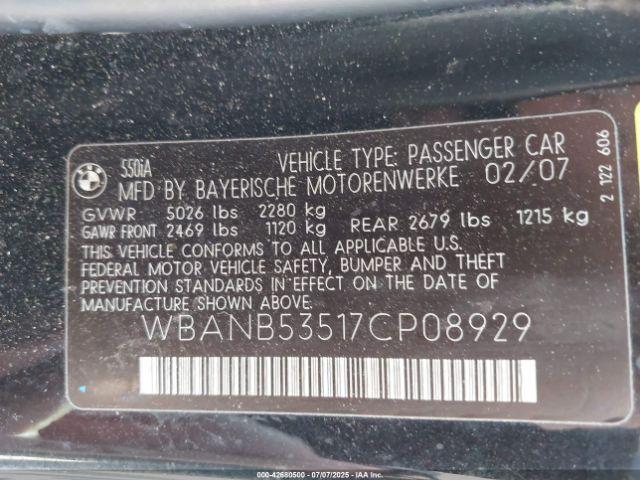 BMW
550iA
VEHICLE TYPE: PASSENGER CAR
MFD BY BAYERISCHE MOTORENWERKE 02/07
GVWR 5026 lbs 2280 kg
GAWR FRONT 2469 lbs 1120 kg REAR 2679 lbs 1215 kg
THIS VEHICLE CONFORMS TO ALL APPLICABLE U.S.
FEDERAL MOTOR VEHICLE SAFETY, BUMPER AND THEFT
PREVENTION STANDARDS IN EFFECT ON THE DATE OF
MANUFACTURE SHOWN ABOVE.
WBANB53517CP08929
2 122 606
000-42680500 - 07/07/2025 - IAA Inc.